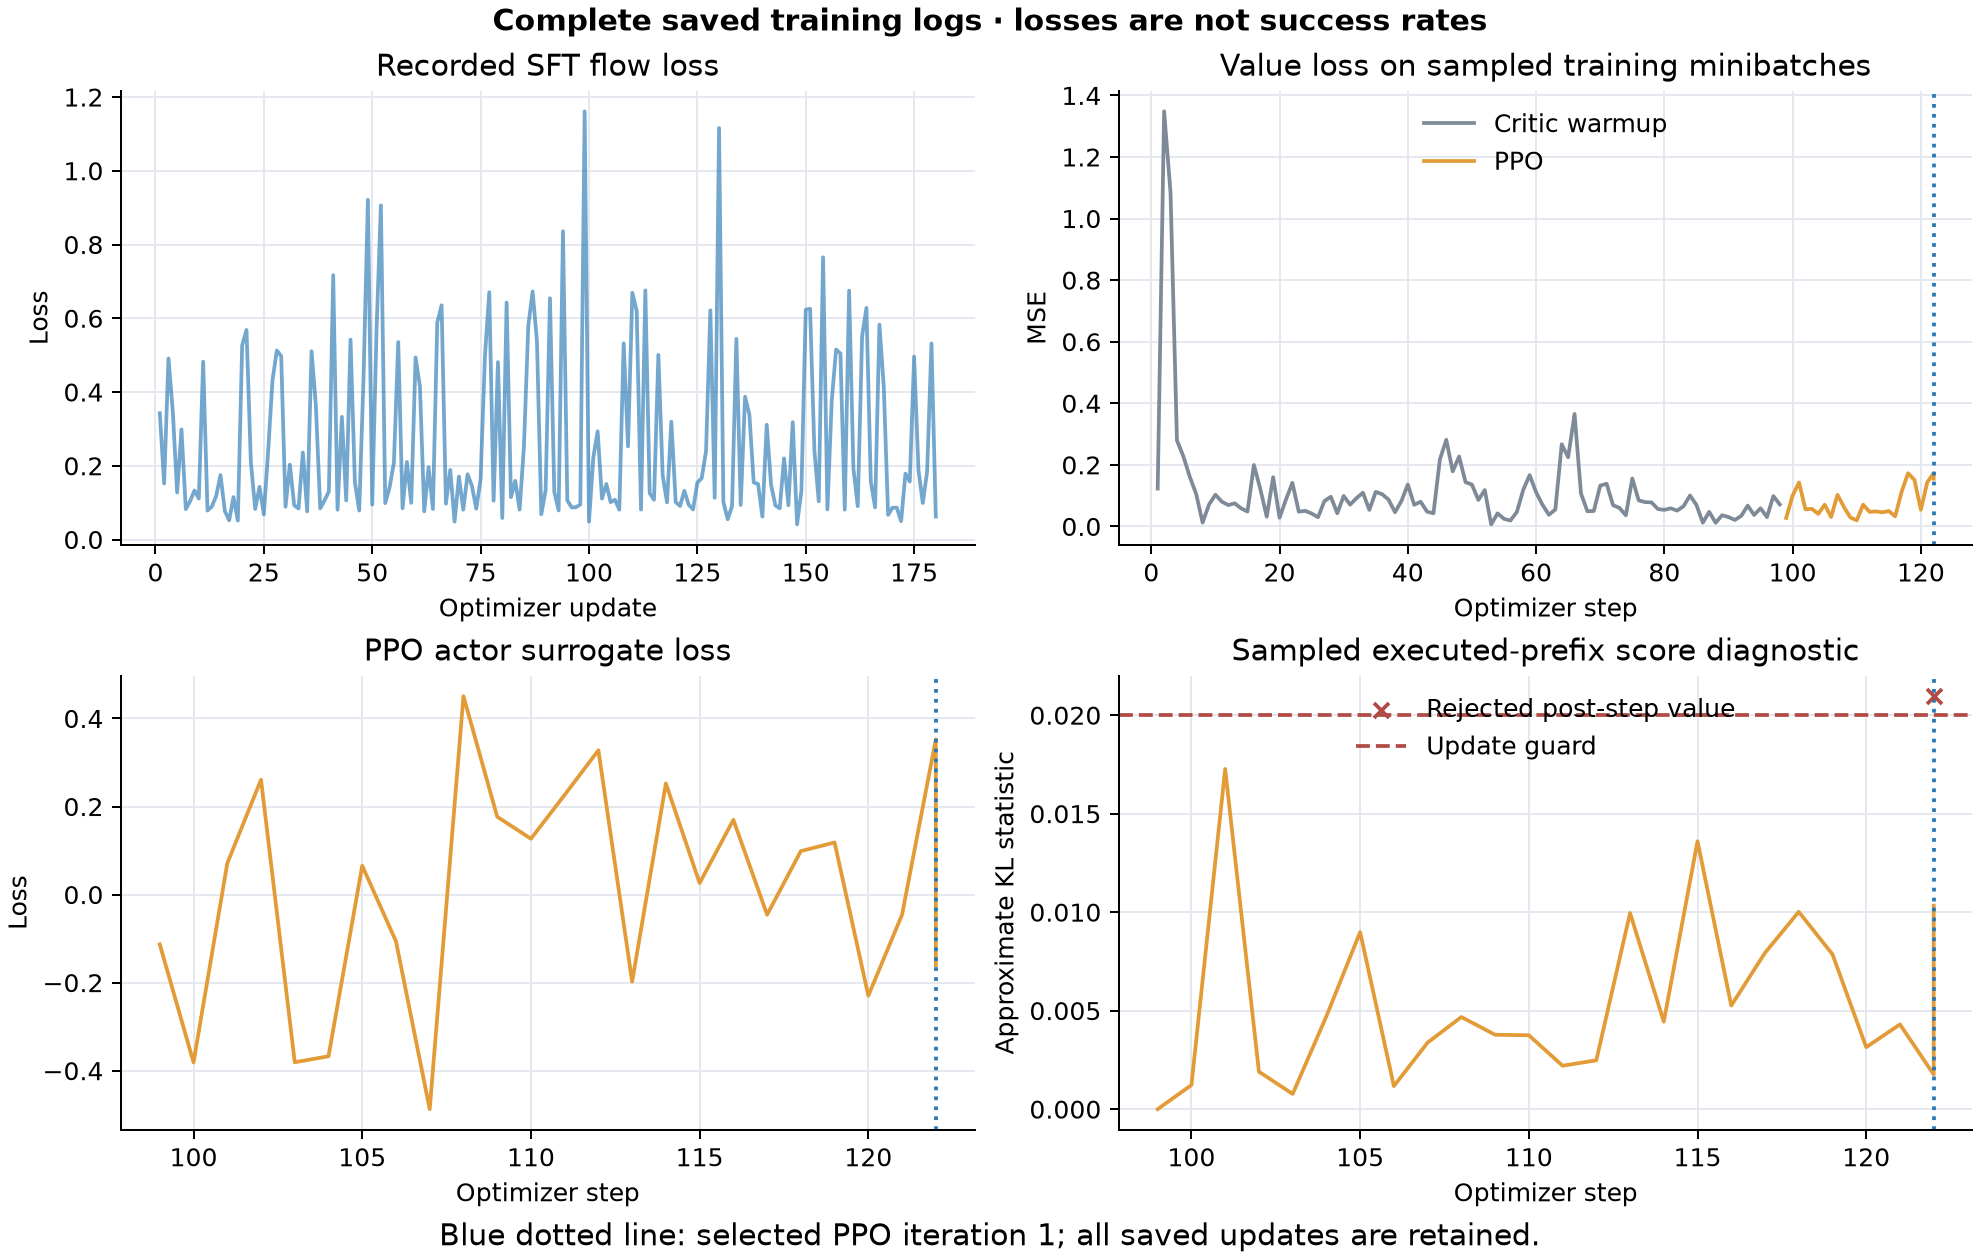 Complete saved training logs · losses are not success rates
Recorded SFT flow loss
Loss
1.2
1.0
0.8
0.6
0.4
0.2
0.0
0 25 50 75 100 125 150 175
Optimizer update
Value loss on sampled training minibatches
Critic warmup
PPO
MSE
1.4
1.2
1.0
0.8
0.6
0.4
0.2
0.0
0 20 40 60 80 100 120
Optimizer step
PPO actor surrogate loss
Loss
0.4
0.2
0.0
−0.2
−0.4
100 105 110 115 120
Optimizer step
Sampled executed-prefix score diagnostic
Rejected post-step value
Update guard
Approximate KL statistic
0.020
0.015
0.010
0.005
0.000
100 105 110 115 120
Optimizer step
Blue dotted line: selected PPO iteration 1; all saved updates are retained.